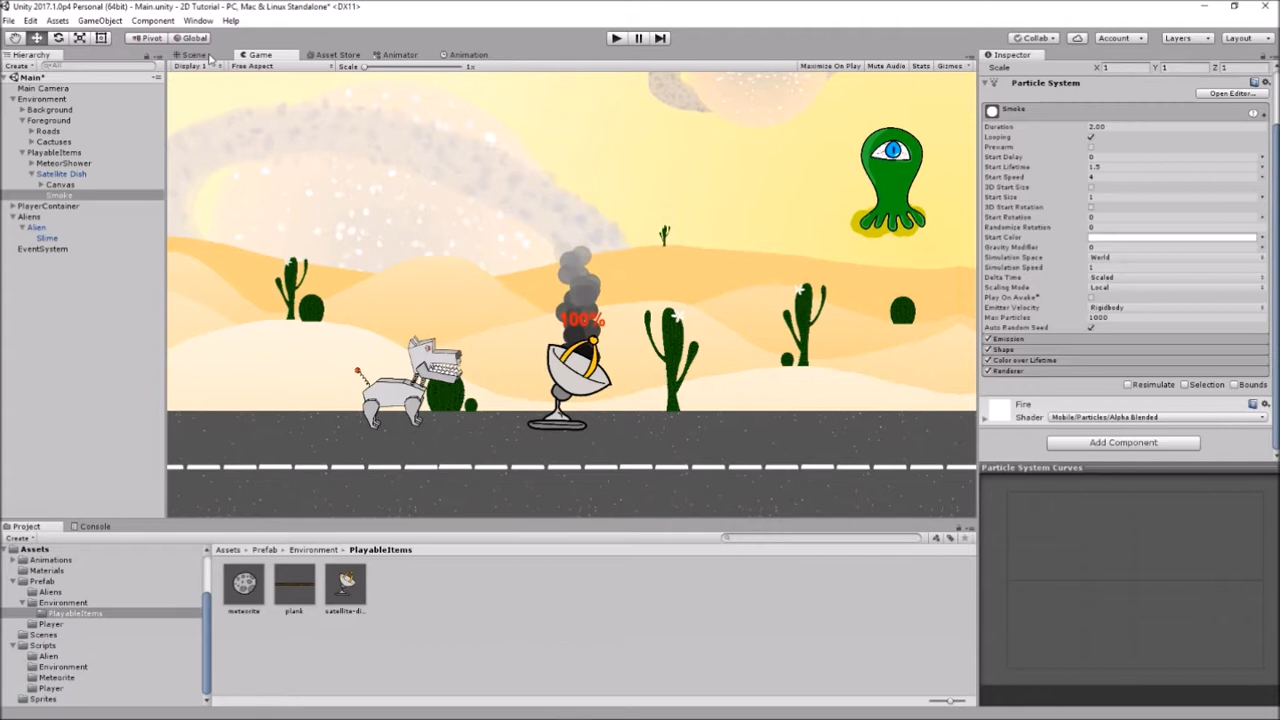 Unity 2017.1.0p4 Personal (64bit) - Main.unity - 2D Tutorial - PC, Mac & Linux Standalone* <DX11>
File Edit Assets GameObject Component Window Help
Pivot Global Collab Account Layers Layout
Hierarchy Scene Game Asset Store Animator Animation Inspector
Create All Display 1 Free Aspect Scale 1x Maximize On Play Mute Audio Stats Gizmos Scale X 1 Y 1 Z 1
Main*
Main Camera
Environment
Background
Foreground
Roads
Cactuses
PlayableItems
MeteorShower
Satellite Dish
Canvas
Smoke
PlayerContainer
Aliens
Alien
Slime
EventSystem
100%
Particle System
Open Editor...
Smoke
Duration 2.00
Looping
Prewarm
Start Delay 0
Start Lifetime 1.5
Start Speed 4
3D Start Size
Start Size 1
3D Start Rotation
Start Rotation 0
Randomize Rotation 0
Start Color
Gravity Modifier 0
Simulation Space World
Simulation Speed 1
Delta Time Scaled
Scaling Mode Local
Play On Awake*
Emitter Velocity Rigidbody
Max Particles 1000
Auto Random Seed
Emission
Shape
Color over Lifetime
Renderer
Resimulate Selection Bounds
Fire
Shader Mobile/Particles/Alpha Blended
Add Component
Particle System Curves
Project Console
Create
Assets
Animations
Materials
Prefab
Aliens
Environment
PlayableItems
Player
Scenes
Scripts
Alien
Environment
Meteorite
Player
Sprites
Assets Prefab Environment PlayableItems
meteorite plank satellite-di...